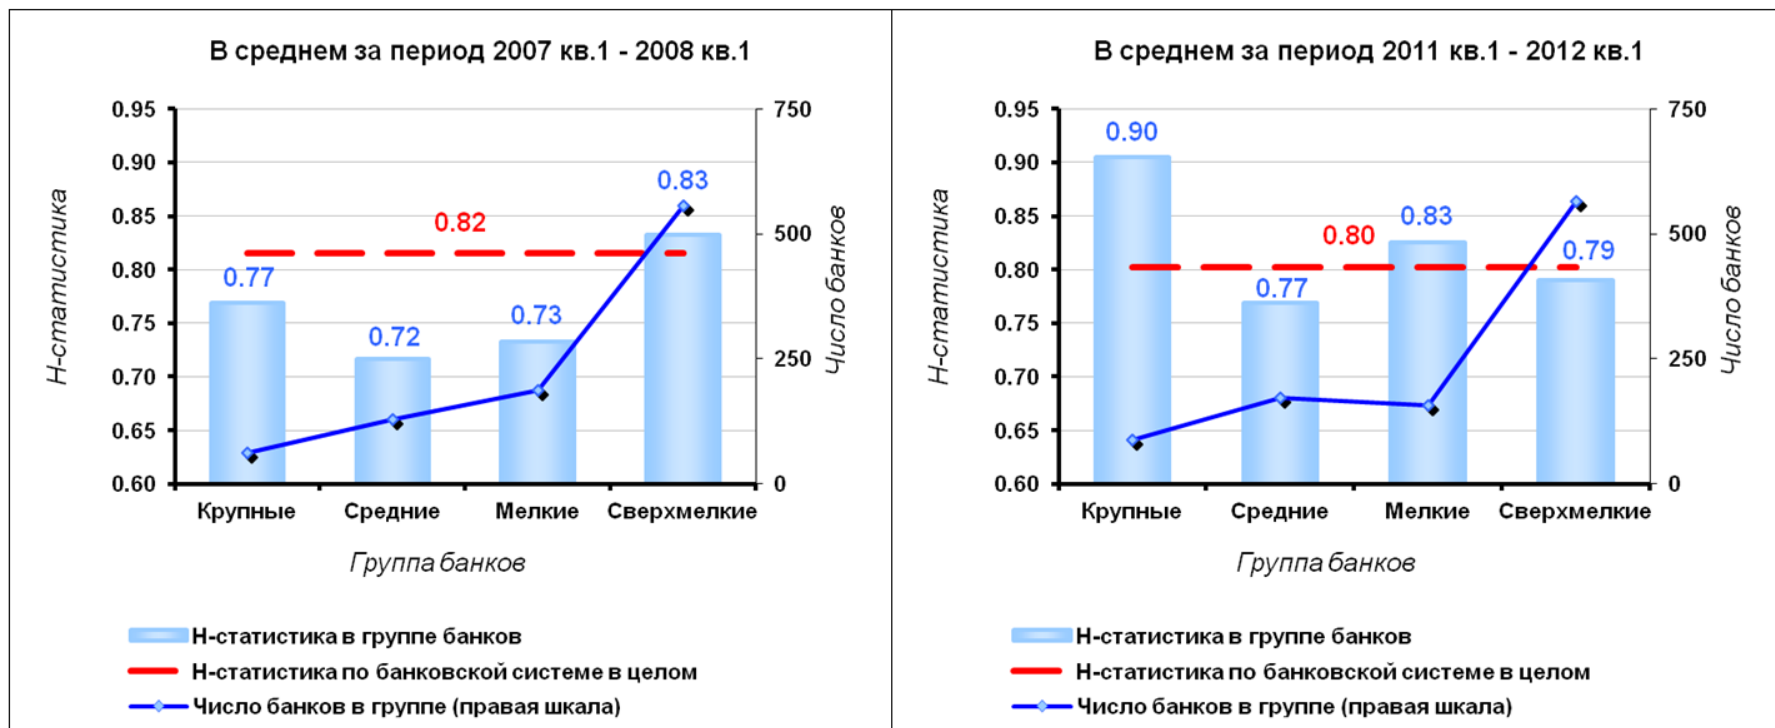 В среднем за период 2007 кв.1 - 2008 кв.1
0.95
0.90
0.85
0.80
0.75
0.70
0.65
0.60
H-статистика
750
500
250
0
Число банков
0.77
0.72
0.73
0.83
0.82
Крупные
Средние
Мелкие
Сверхмелкие
Группа банков
H-статистика в группе банков
H-статистика по банковской системе в целом
Число банков в группе (правая шкала)
В среднем за период 2011 кв.1 - 2012 кв.1
0.95
0.90
0.85
0.80
0.75
0.70
0.65
0.60
H-статистика
750
500
250
0
Число банков
0.90
0.77
0.83
0.79
0.80
Крупные
Средние
Мелкие
Сверхмелкие
Группа банков
H-статистика в группе банков
H-статистика по банковской системе в целом
Число банков в группе (правая шкала)